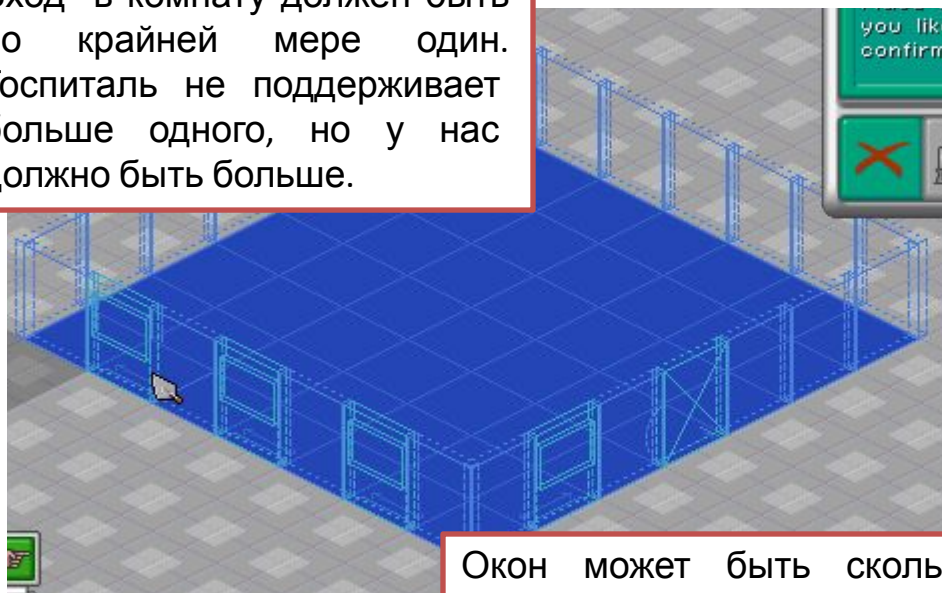 вход в комнату должен быть
по крайней мере один.
Госпиталь не поддерживает
больше одного, но у нас
должно быть больше.
you lik
confirm
Окон может быть сколь